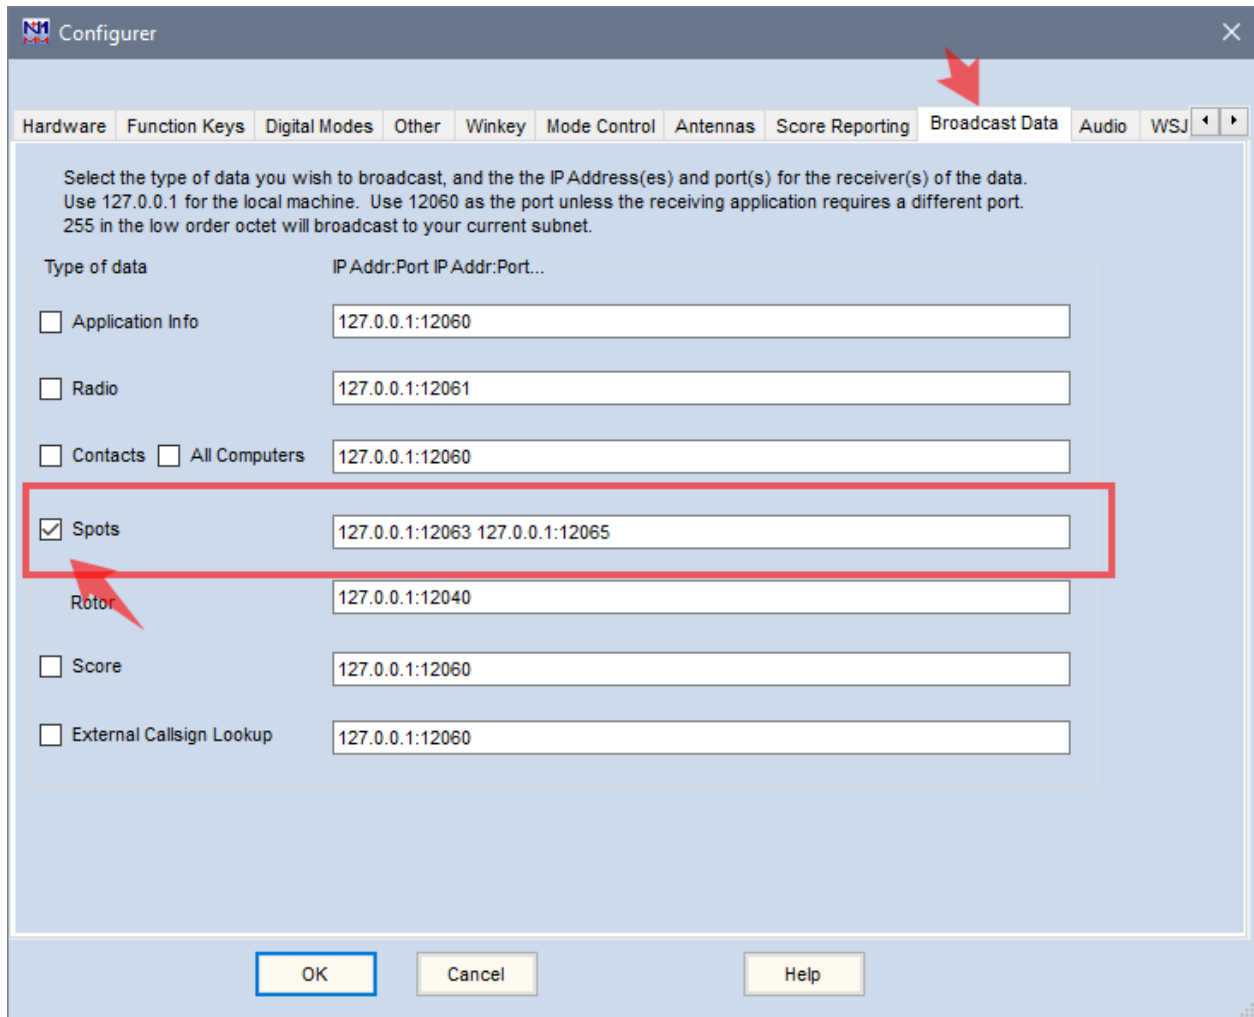 Configurer
Hardware Function Keys Digital Modes Other Winkey Mode Control Antennas Score Reporting Broadcast Data Audio WSJ
Select the type of data you wish to broadcast, and the the IP Address(es) and port(s) for the receiver(s) of the data.
Use 127.0.0.1 for the local machine. Use 12060 as the port unless the receiving application requires a different port.
255 in the low order octet will broadcast to your current subnet.
Type of data IP Addr:Port IP Addr:Port...
Application Info 127.0.0.1:12060
Radio 127.0.0.1:12061
Contacts All Computers 127.0.0.1:12060
Spots 127.0.0.1:12063 127.0.0.1:12065
Rotor 127.0.0.1:12040
Score 127.0.0.1:12060
External Callsign Lookup 127.0.0.1:12060
OK Cancel Help